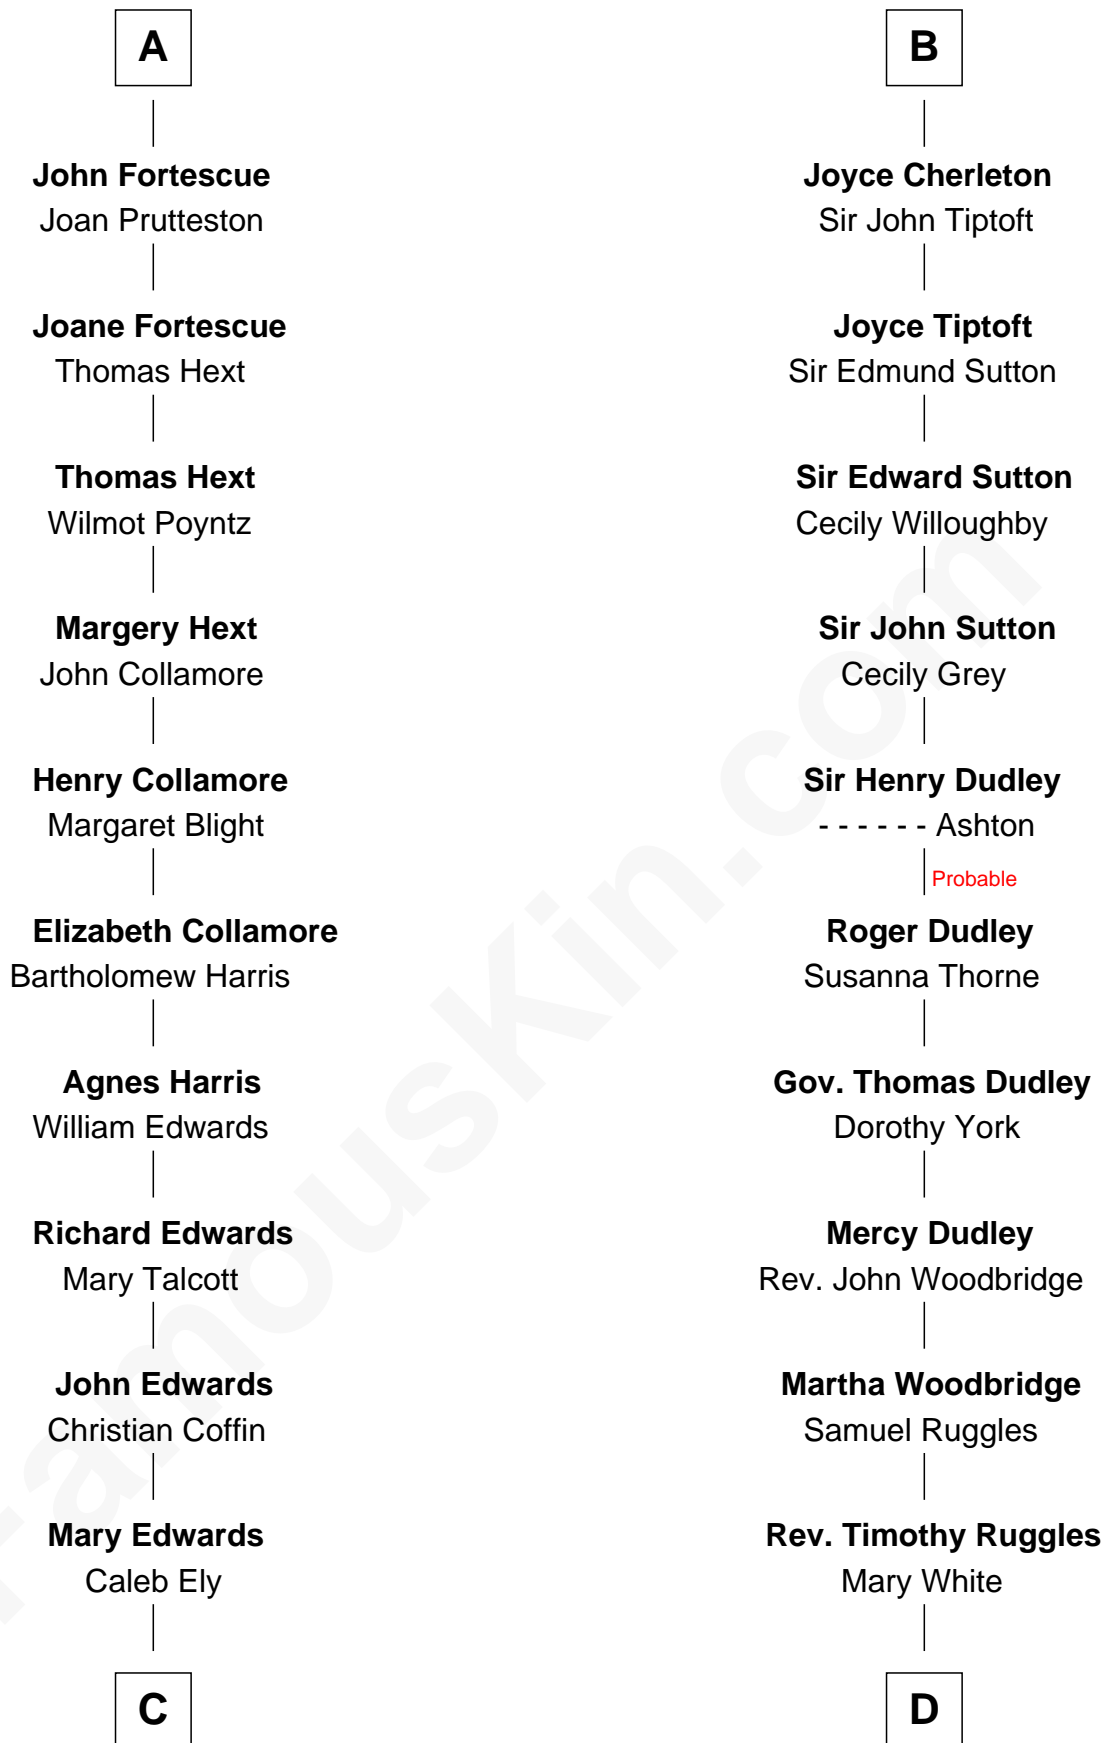 A
John Fortescue
Joan Prutteston
Joane Fortescue
Thomas Hext
Thomas Hext
Wilmot Poyntz
Margery Hext
John Collamore
Henry Collamore
Margaret Blight
Elizabeth Collamore
Bartholomew Harris
Agnes Harris
William Edwards
Richard Edwards
Mary Talcott
John Edwards
Christian Coffin
Mary Edwards
Caleb Ely
C
B
Joyce Cherleton
Sir John Tiptoft
Joyce Tiptoft
Sir Edmund Sutton
Sir Edward Sutton
Cecily Willoughby
Sir John Sutton
Cecily Grey
Sir Henry Dudley
- - - - - - Ashton
Probable
Roger Dudley
Susanna Thorne
Gov. Thomas Dudley
Dorothy York
Mercy Dudley
Rev. John Woodbridge
Martha Woodbridge
Samuel Ruggles
Rev. Timothy Ruggles
Mary White
D
FamousKin.com